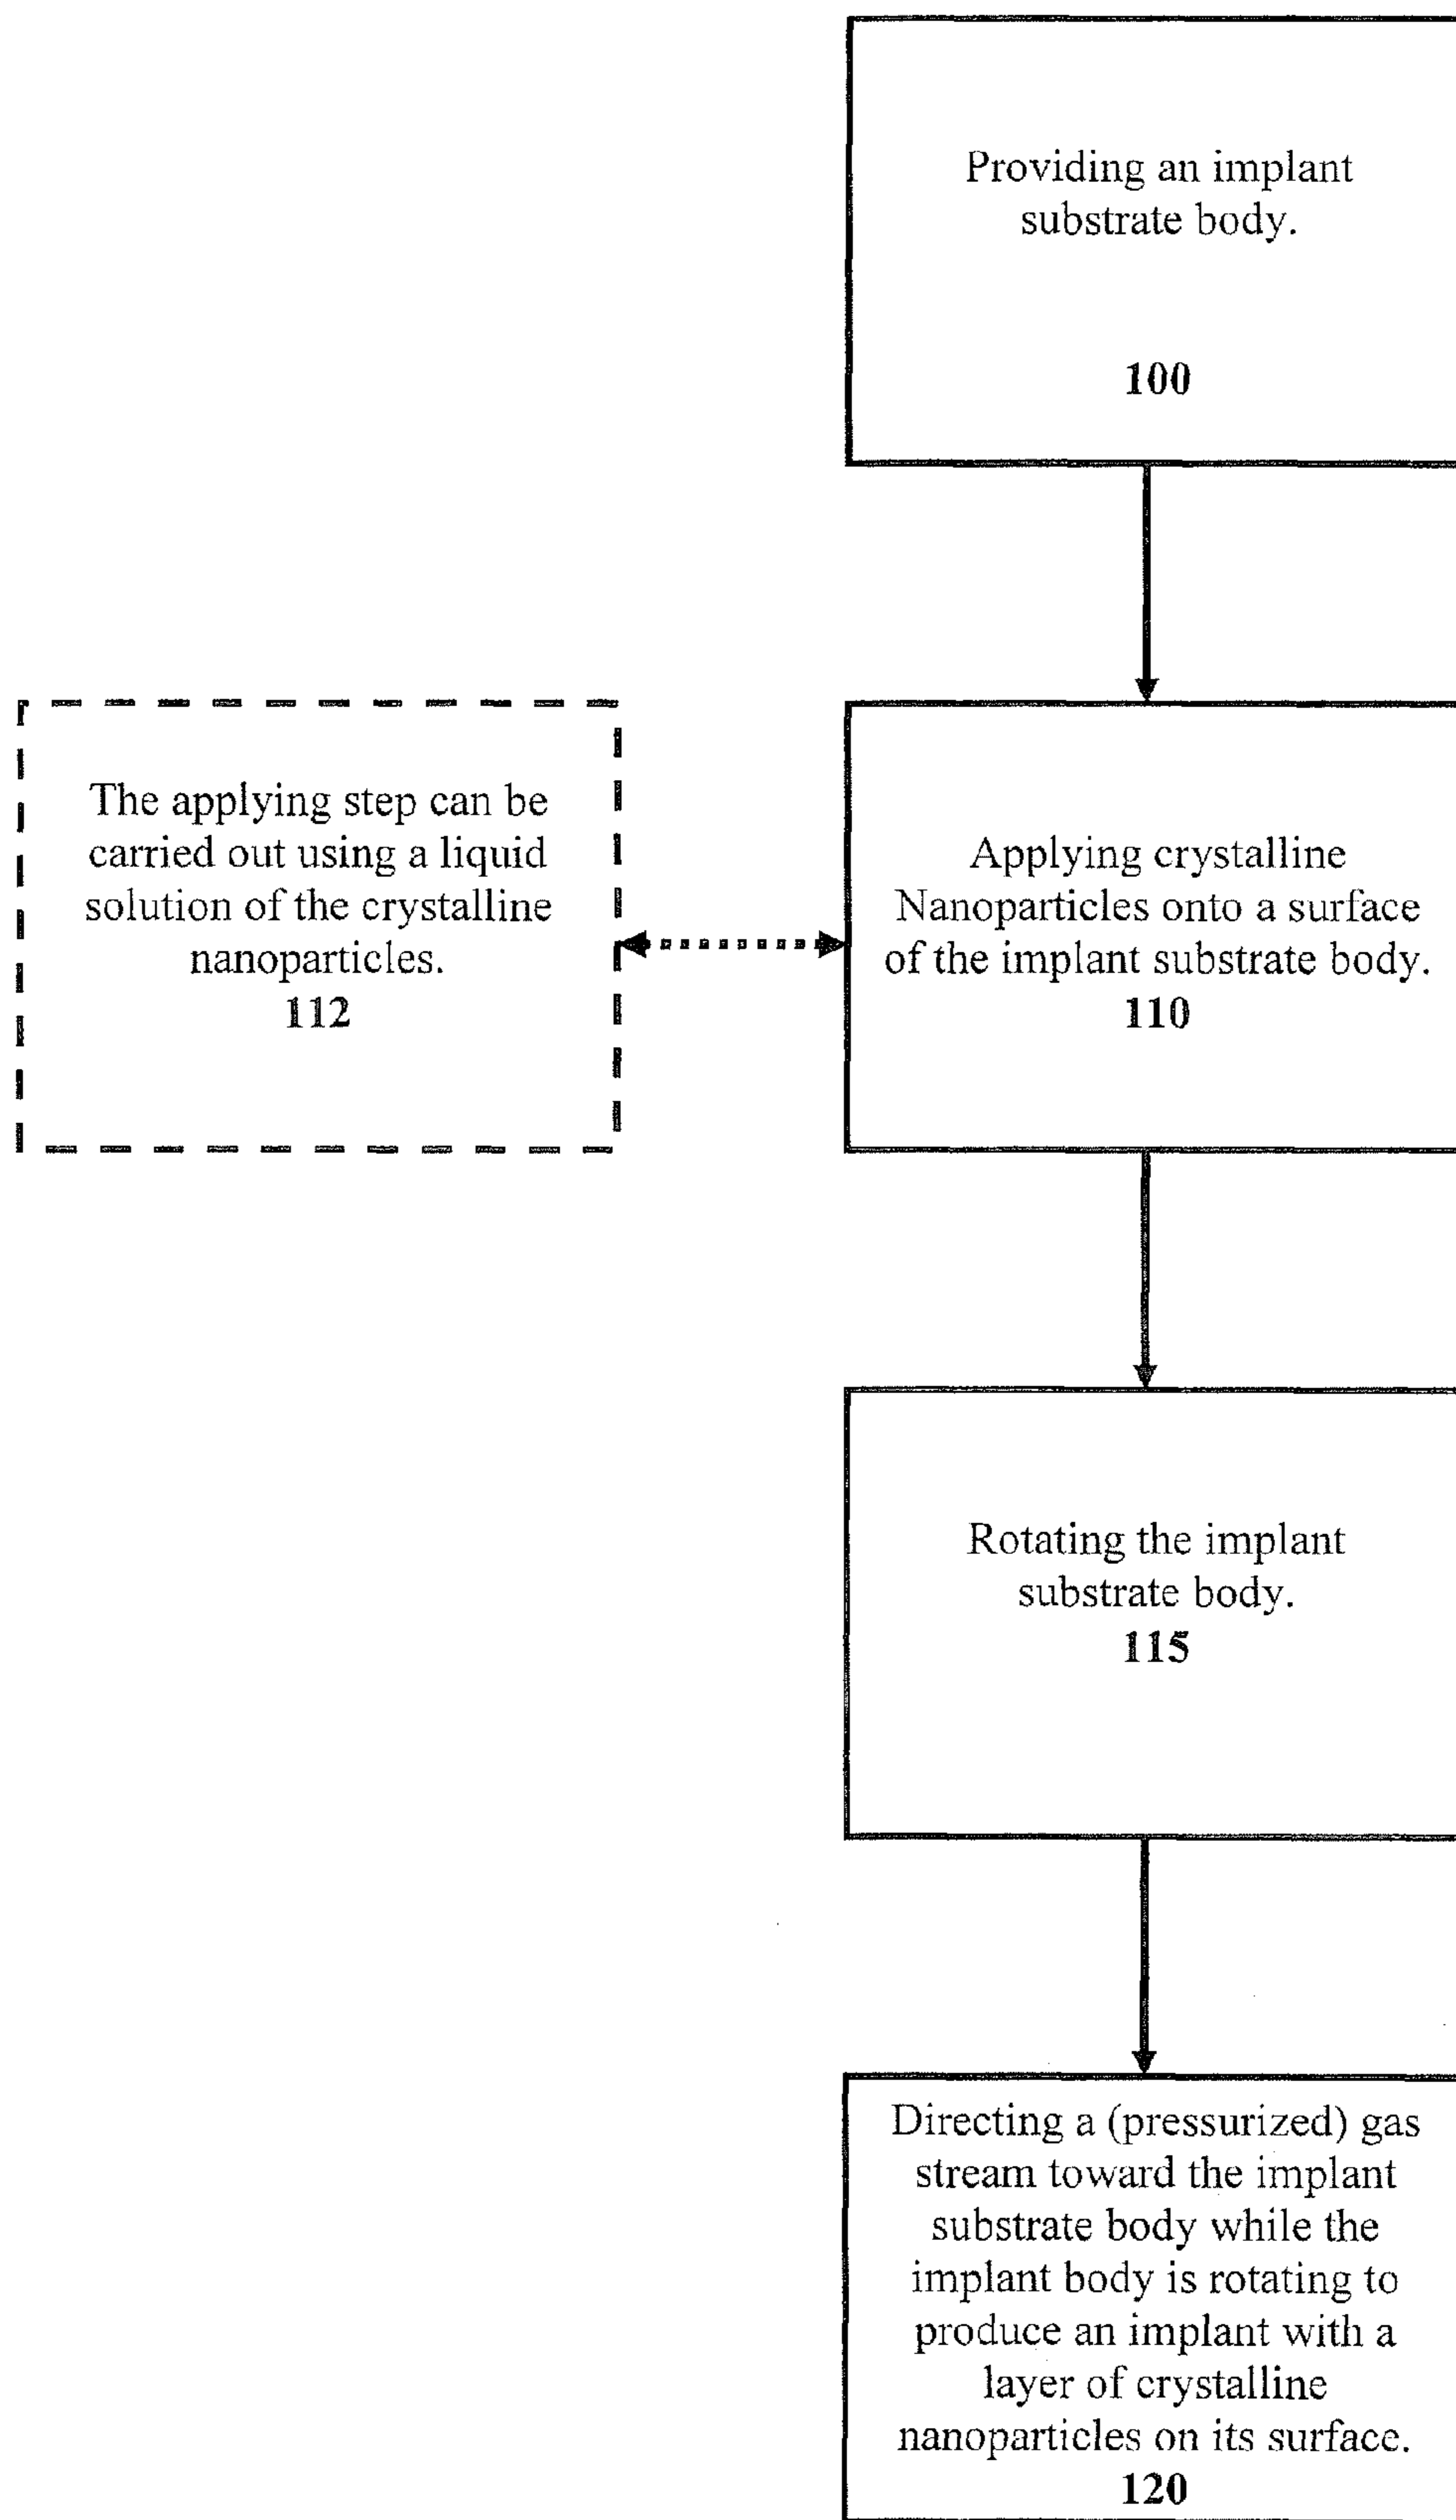 Providing an implant
substrate body.
100
The applying step can be
carried out using a liquid
solution of the crystalline
nanoparticles.
112
Applying crystalline
Nanoparticles onto a surface
of the implant substrate body.
110
Rotating the implant
substrate body.
115
Directing a (pressurized) gas
stream toward the implant
substrate body while the
implant body is rotating to
produce an implant with a
layer of crystalline
nanoparticles on its surface.
120